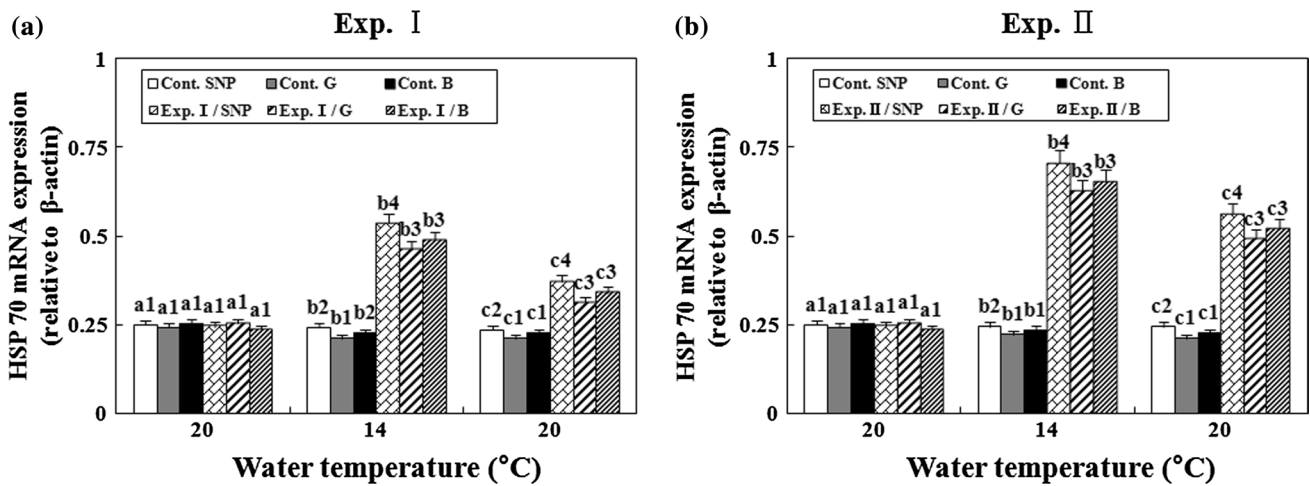 (a)
Exp. Ⅰ
HSP 70 mRNA expression
(relative to β-actin)
1
0.75
0.5
0.25
0
Cont. SNP Cont. G Cont. B
Exp. Ⅰ / SNP Exp. Ⅰ / G Exp. Ⅰ / B
a1 a1 a1 a1 a1 a1
b2 b1 b2 b4 b3 b3
c2 c1 c1 c4 c3 c3
20 14 20
Water temperature (°C)
(b)
Exp. Ⅱ
HSP 70 mRNA expression
(relative to β-actin)
1
0.75
0.5
0.25
0
Cont. SNP Cont. G Cont. B
Exp. Ⅱ / SNP Exp. Ⅱ / G Exp. Ⅱ / B
a1 a1 a1 a1 a1 a1
b2 b1 b1 b4 b3 b3
c2 c1 c1 c4 c3 c3
20 14 20
Water temperature (°C)